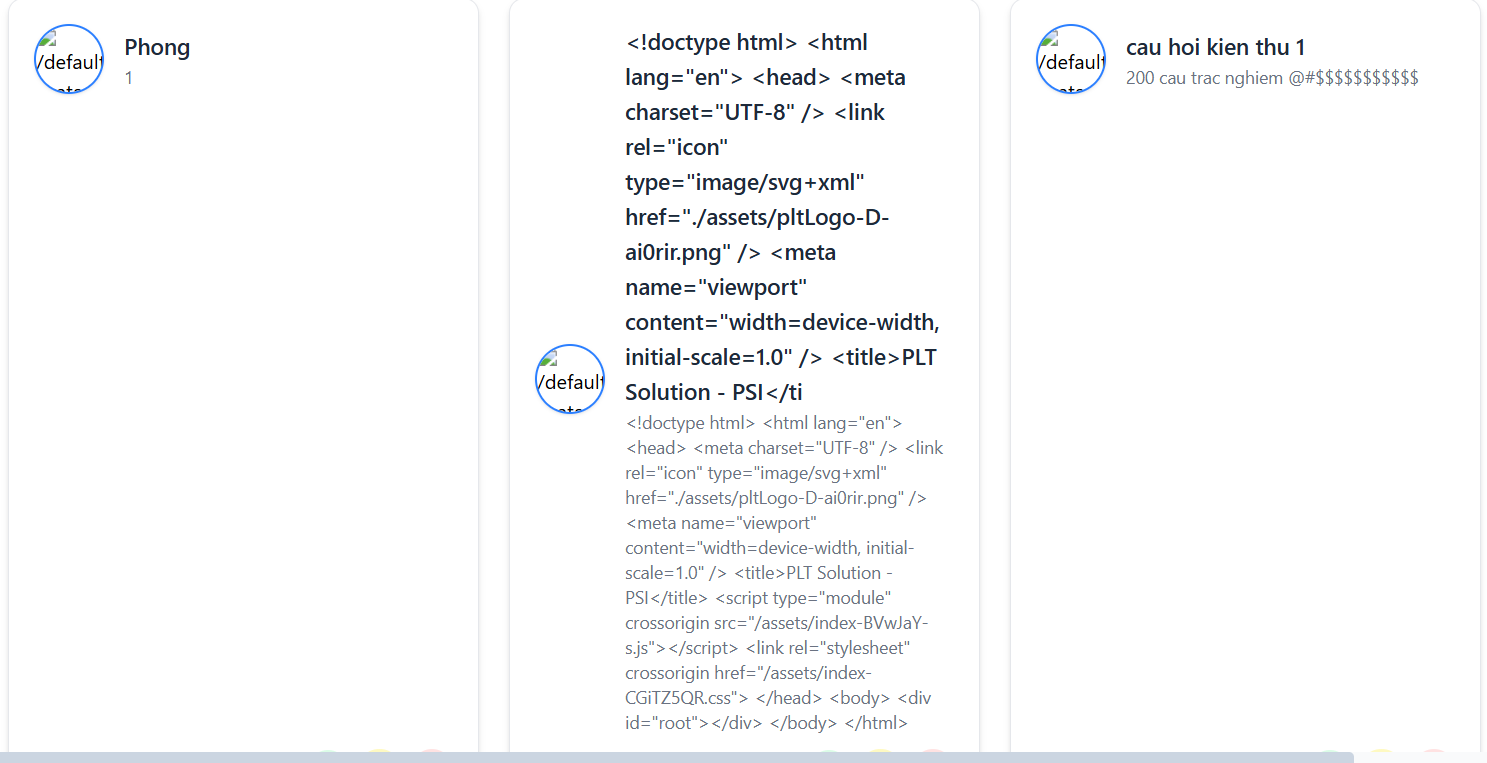 /default
Phong
1
/default
<!doctype html> <html
lang="en"> <head> <meta
charset="UTF-8" /> <link
rel="icon"
type="image/svg+xml"
href="./assets/pltLogo-D-
ai0rir.png" /> <meta
name="viewport"
content="width=device-width,
initial-scale=1.0" /> <title>PLT
Solution - PSI</ti
<!doctype html> <html lang="en">
<head> <meta charset="UTF-8" /> <link
rel="icon" type="image/svg+xml"
href="./assets/pltLogo-D-ai0rir.png" />
<meta name="viewport"
content="width=device-width, initial-
scale=1.0" /> <title>PLT Solution -
PSI</title> <script type="module"
crossorigin src="/assets/index-BVwJaY-
s.js"></script> <link rel="stylesheet"
crossorigin href="/assets/index-
CGiTZ5QR.css"> </head> <body> <div
id="root"></div> </body> </html>
/default
cau hoi kien thu 1
200 cau trac nghiem @#$$$$$$$$$$$